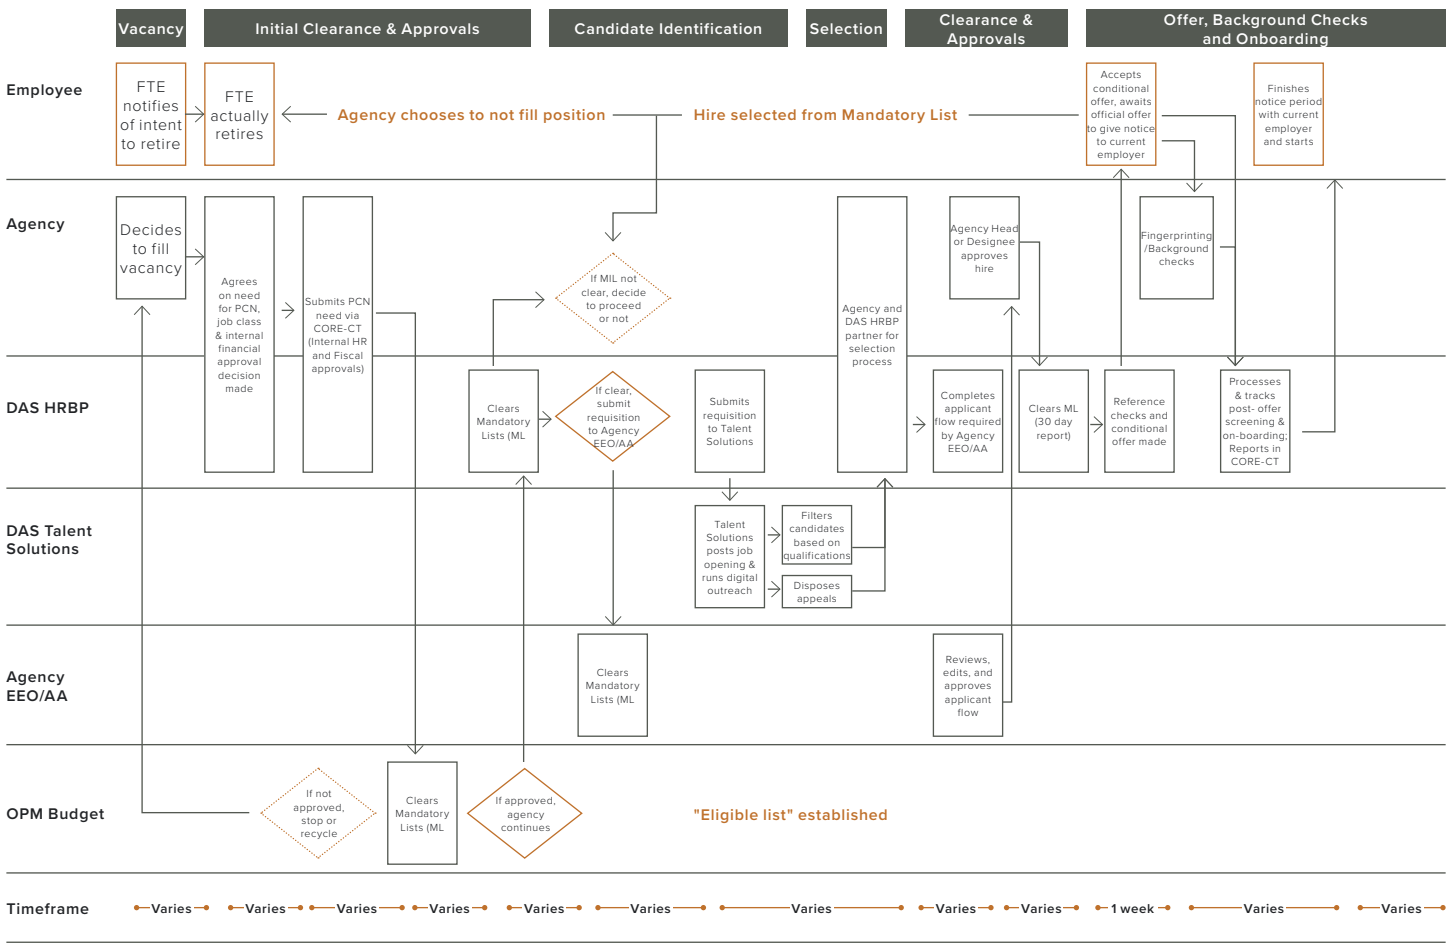 Vacancy
Initial Clearance & Approvals
Candidate Identification
Selection
Clearance &
Approvals
Offer, Background Checks
and Onboarding
Employee
FTE
notifies
of intent
to retire
FTE
actually
retires
Agency chooses to not fill position
Hire selected from Mandatory List
Accepts
conditional
offer, awaits
official offer
to give notice
to current
employer
Finishes
notice period
with current
employer
and starts
Agency
Decides
to fill
vacancy
Agrees
on need
for PCN,
job class
& internal
financial
approval
decision
made
Submits PCN
need via
CORE-CT
(Internal HR
and Fiscal
approvals)
If MIL not
clear, decide
to proceed
or not
Agency and
DAS HRBP
partner for
selection
process
Agency Head
or Designee
approves
hire
Fingerprinting
/Background
checks
DAS HRBP
Clears
Mandatory
Lists (ML
If clear,
submit
requisition
to Agency
EEO/AA
Submits
requisition
to Talent
Solutions
Completes
applicant
flow required
by Agency
EEO/AA
Clears ML
(30 day
report)
Reference
checks and
conditional
offer made
Processes
& tracks
post- offer
screening &
on-boarding;
Reports in
CORE-CT
DAS Talent
Solutions
Talent
Solutions
posts job
opening &
runs digital
outreach
Filters
candidates
based on
qualifications
Disposes
appeals
Agency
EEO/AA
Clears
Mandatory
Lists (ML
Reviews,
edits, and
approves
applicant
flow
OPM Budget
If not
approved,
stop or
recycle
Clears
Mandatory
Lists (ML
If approved,
agency
continues
"Eligible list" established
Timeframe
Varies
Varies
Varies
Varies
Varies
Varies
Varies
Varies
Varies
1 week
Varies
Varies